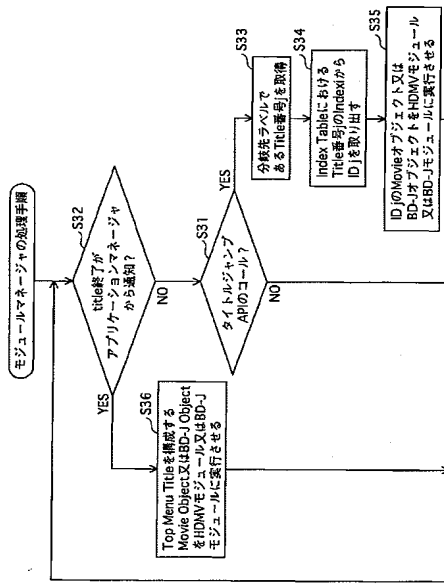 モジュールマネージャの処理手順
S32
title終了が
アプリケーションマネージャ
から通知?
YES
NO
S36
Top Menu Titleを構成する
Movie Object又はBD-J Object
をHDMVモジュール又はBD-J
モジュールに実行させる
S31
タイトルジャンプ
APIのコール?
YES
NO
S33
分岐先ラベルで
あるTitle番号jを取得
S34
Index Tableにおける
Title番号jのIndexiから
ID jを取り出す
S35
ID jのMovieオブジェクト又は
BD-JオブジェクトをHDMVモジュール
又はBD-Jモジュールに実行させる